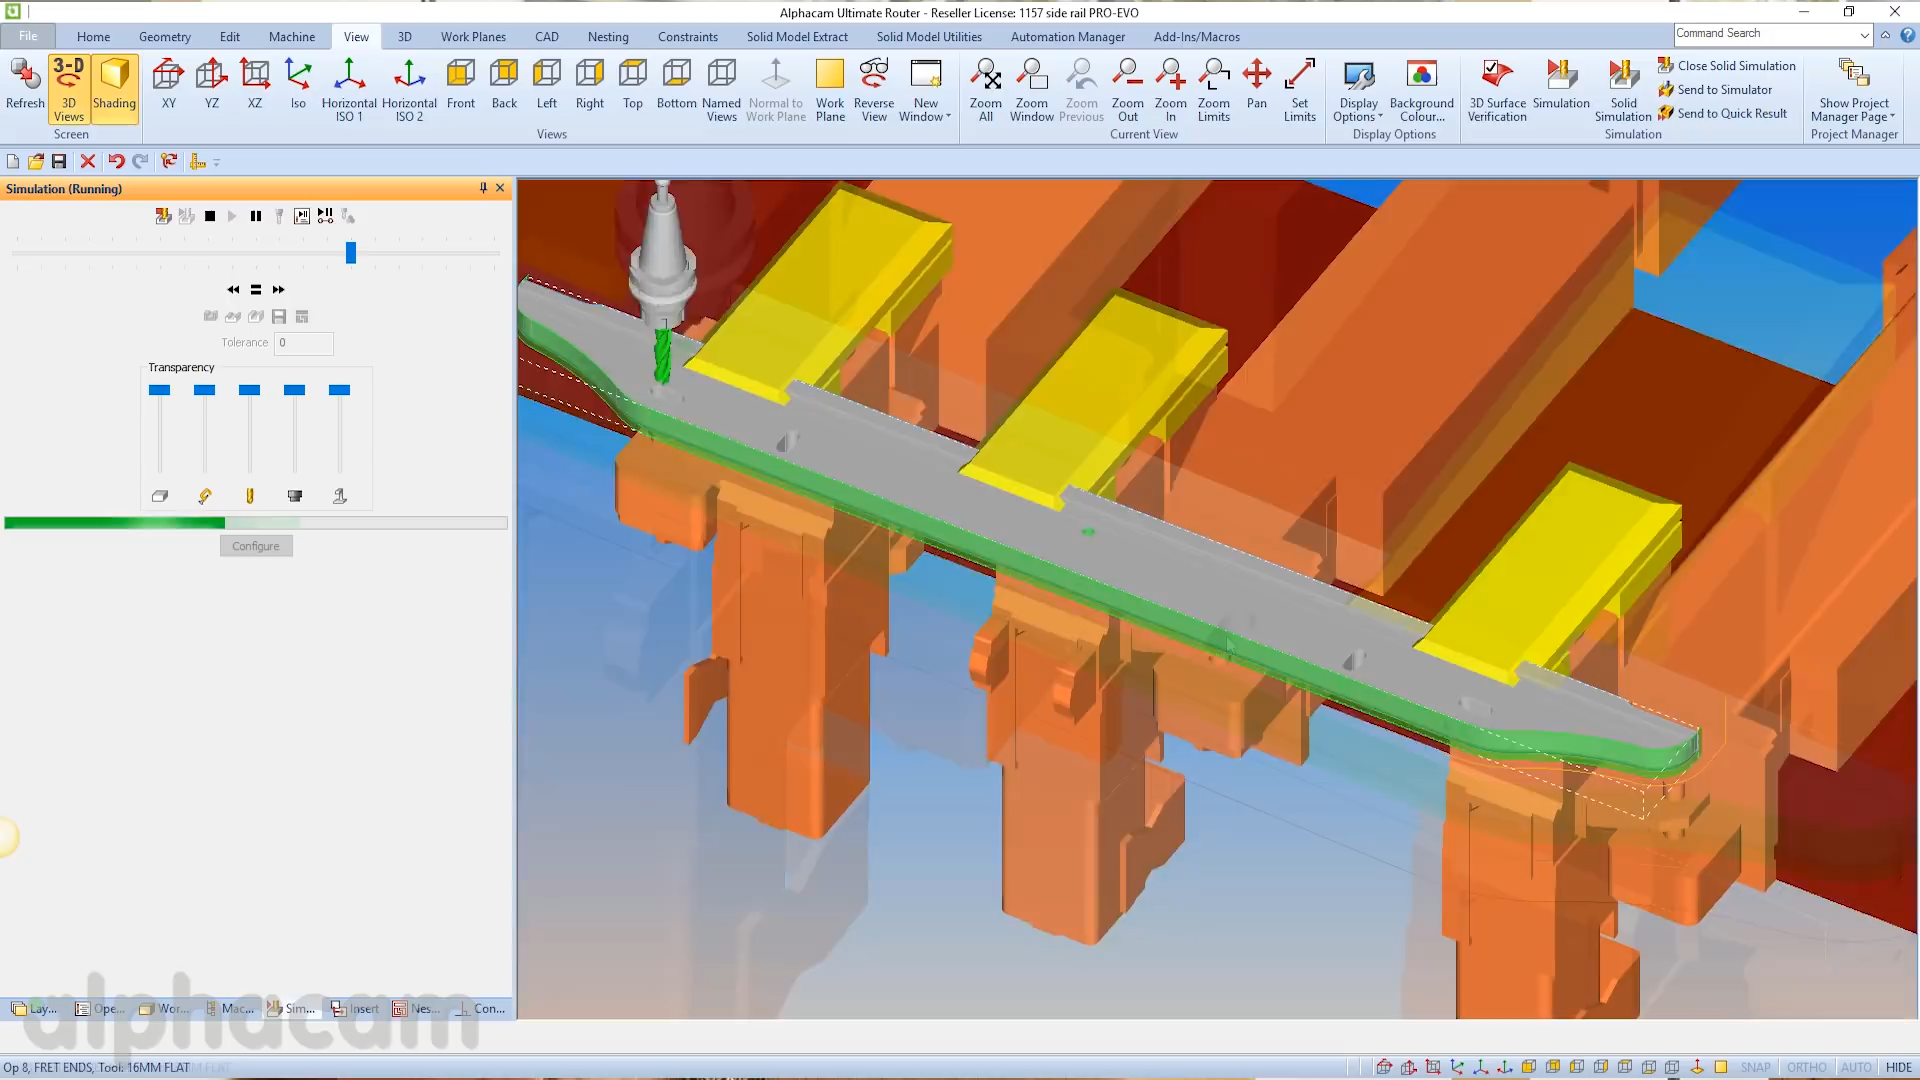 Alphacam Ultimate Router - Reseller License: 1157 side rail PRO-EVO
File Home Geometry Edit Machine View 3D Work Planes CAD Nesting Constraints Solid Model Extract Solid Model Utilities Automation Manager Add-Ins/Macros Command Search
Refresh 3-D 3D Views Shading XY YZ XZ Iso Horizontal ISO 1 Horizontal ISO 2 Front Back Left Right Top Bottom Named Views Normal to Work Plane Work Plane Reverse View New Window Zoom All Zoom Window Zoom Previous Zoom Out Zoom In Zoom Limits Pan Set Limits Display Options Background Colour... 3D Surface Verification Simulation Solid Simulation Close Solid Simulation Send to Simulator Send to Quick Result Show Project Manager Page
Screen Views Current View Display Options Simulation Project Manager
Simulation (Running)
Tolerance 0
Transparency
Configure
Lay... Ope... Wor... Mac... Sim... Insert Nes... Con...
alphacam
Op 8, FRET ENDS, Tool: 16MM FLAT
SNAP ORTHO AUTO HIDE